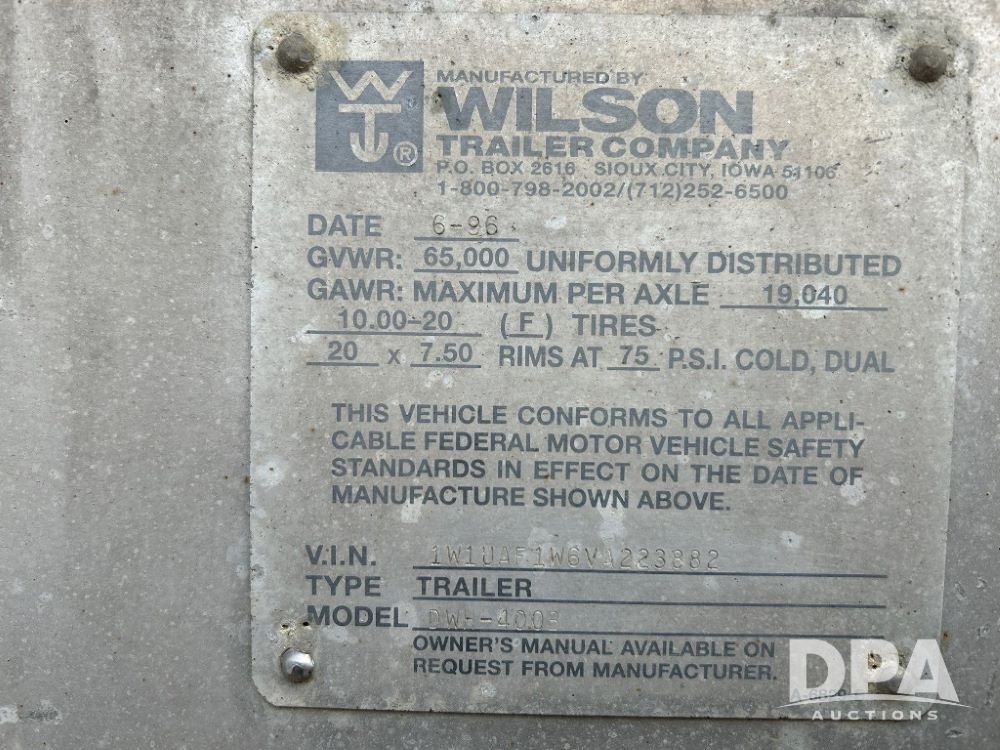 WT
®
MANUFACTURED BY
WILSON
TRAILER COMPANY
P.O. BOX 2616 SIOUX CITY, IOWA 51106
1-800-798-2002/(712)252-6500
DATE 6-96
GVWR: 65,000 UNIFORMLY DISTRIBUTED
GAWR: MAXIMUM PER AXLE 19,040
10.00-20 (F) TIRES
20 x 7.50 RIMS AT 75 P.S.I. COLD, DUAL
THIS VEHICLE CONFORMS TO ALL APPLI-
CABLE FEDERAL MOTOR VEHICLE SAFETY
STANDARDS IN EFFECT ON THE DATE OF
MANUFACTURE SHOWN ABOVE.
V.I.N. 1W1UAF1W6VA223882
TYPE TRAILER
MODEL
OWNER'S MANUAL AVAILABLE ON
REQUEST FROM MANUFACTURER.
DPA
AUCTIONS